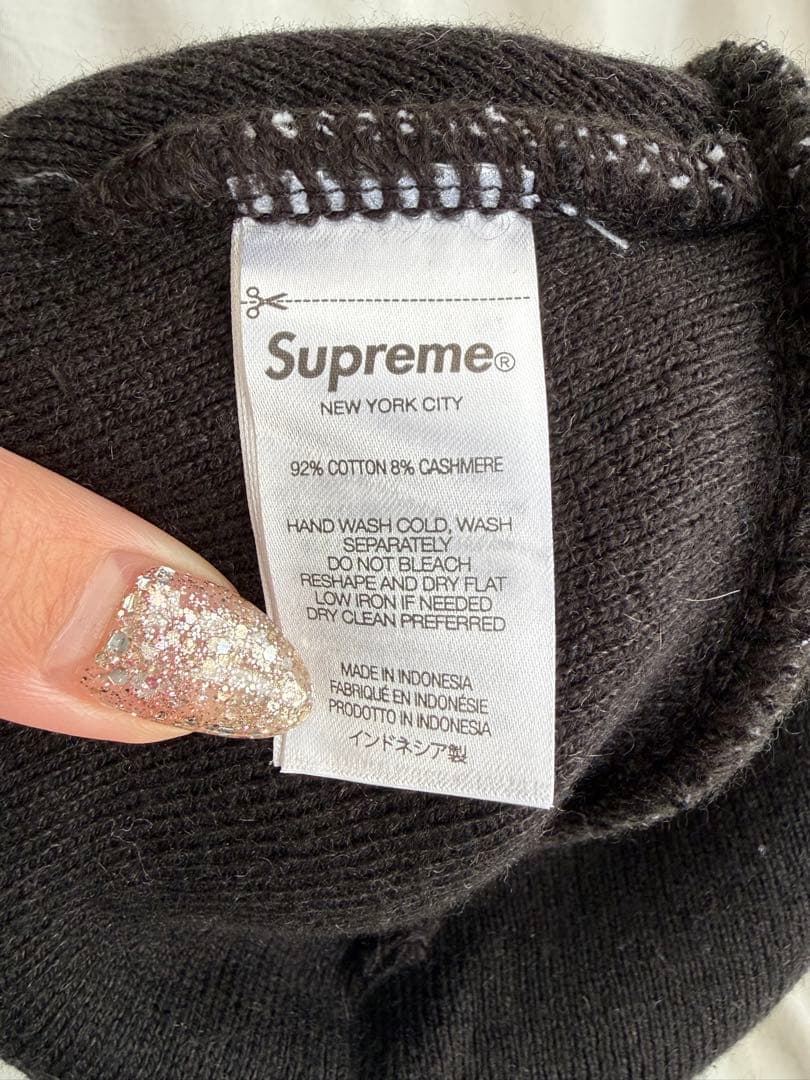 Supreme®
NEW YORK CITY
92% COTTON 8% CASHMERE
HAND WASH COLD, WASH
SEPARATELY
DO NOT BLEACH
RESHAPE AND DRY FLAT
LOW IRON IF NEEDED
DRY CLEAN PREFERRED
MADE IN INDONESIA
FABRIQUÉ EN INDONÉSIE
PRODOTTO IN INDONESIA
インドネシア製